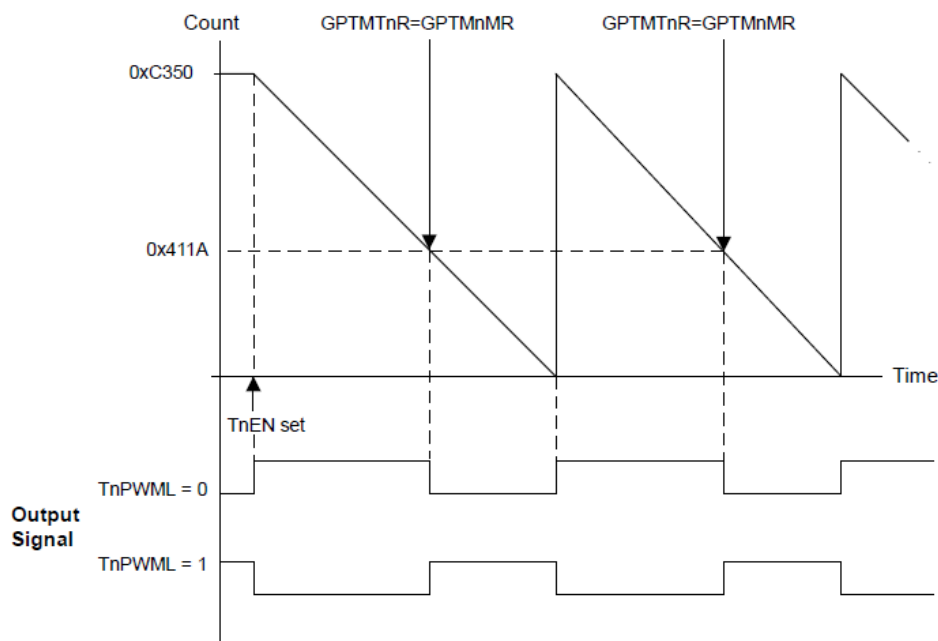 Count
GPTMTnR=GPTMnMR
GPTMTnR=GPTMnMR
0xC350
0x411A
Time
TnEN set
TnPWML = 0
Output
Signal
TnPWML = 1